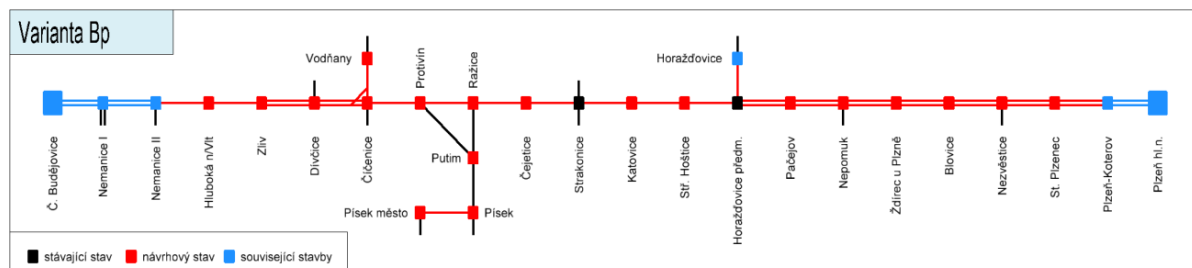 Varianta Bp
Vodňany
Protivín
Ražice
Horažďovice
Č. Budějovice
Nemanice I
Nemanice II
Hluboká n/Vlt
Zliv
Divčice
Číčenice
Putim
Čejetice
Strakonice
Katovice
Stř. Hoštice
Horažďovice předm.
Pačejov
Nepomuk
Ždírec u Plzně
Blovice
Nezvěstice
St. Plzenec
Plzeň-Koterov
Plzeň hl.n.
Písek město
Písek
stávající stav
návrhový stav
související stavby